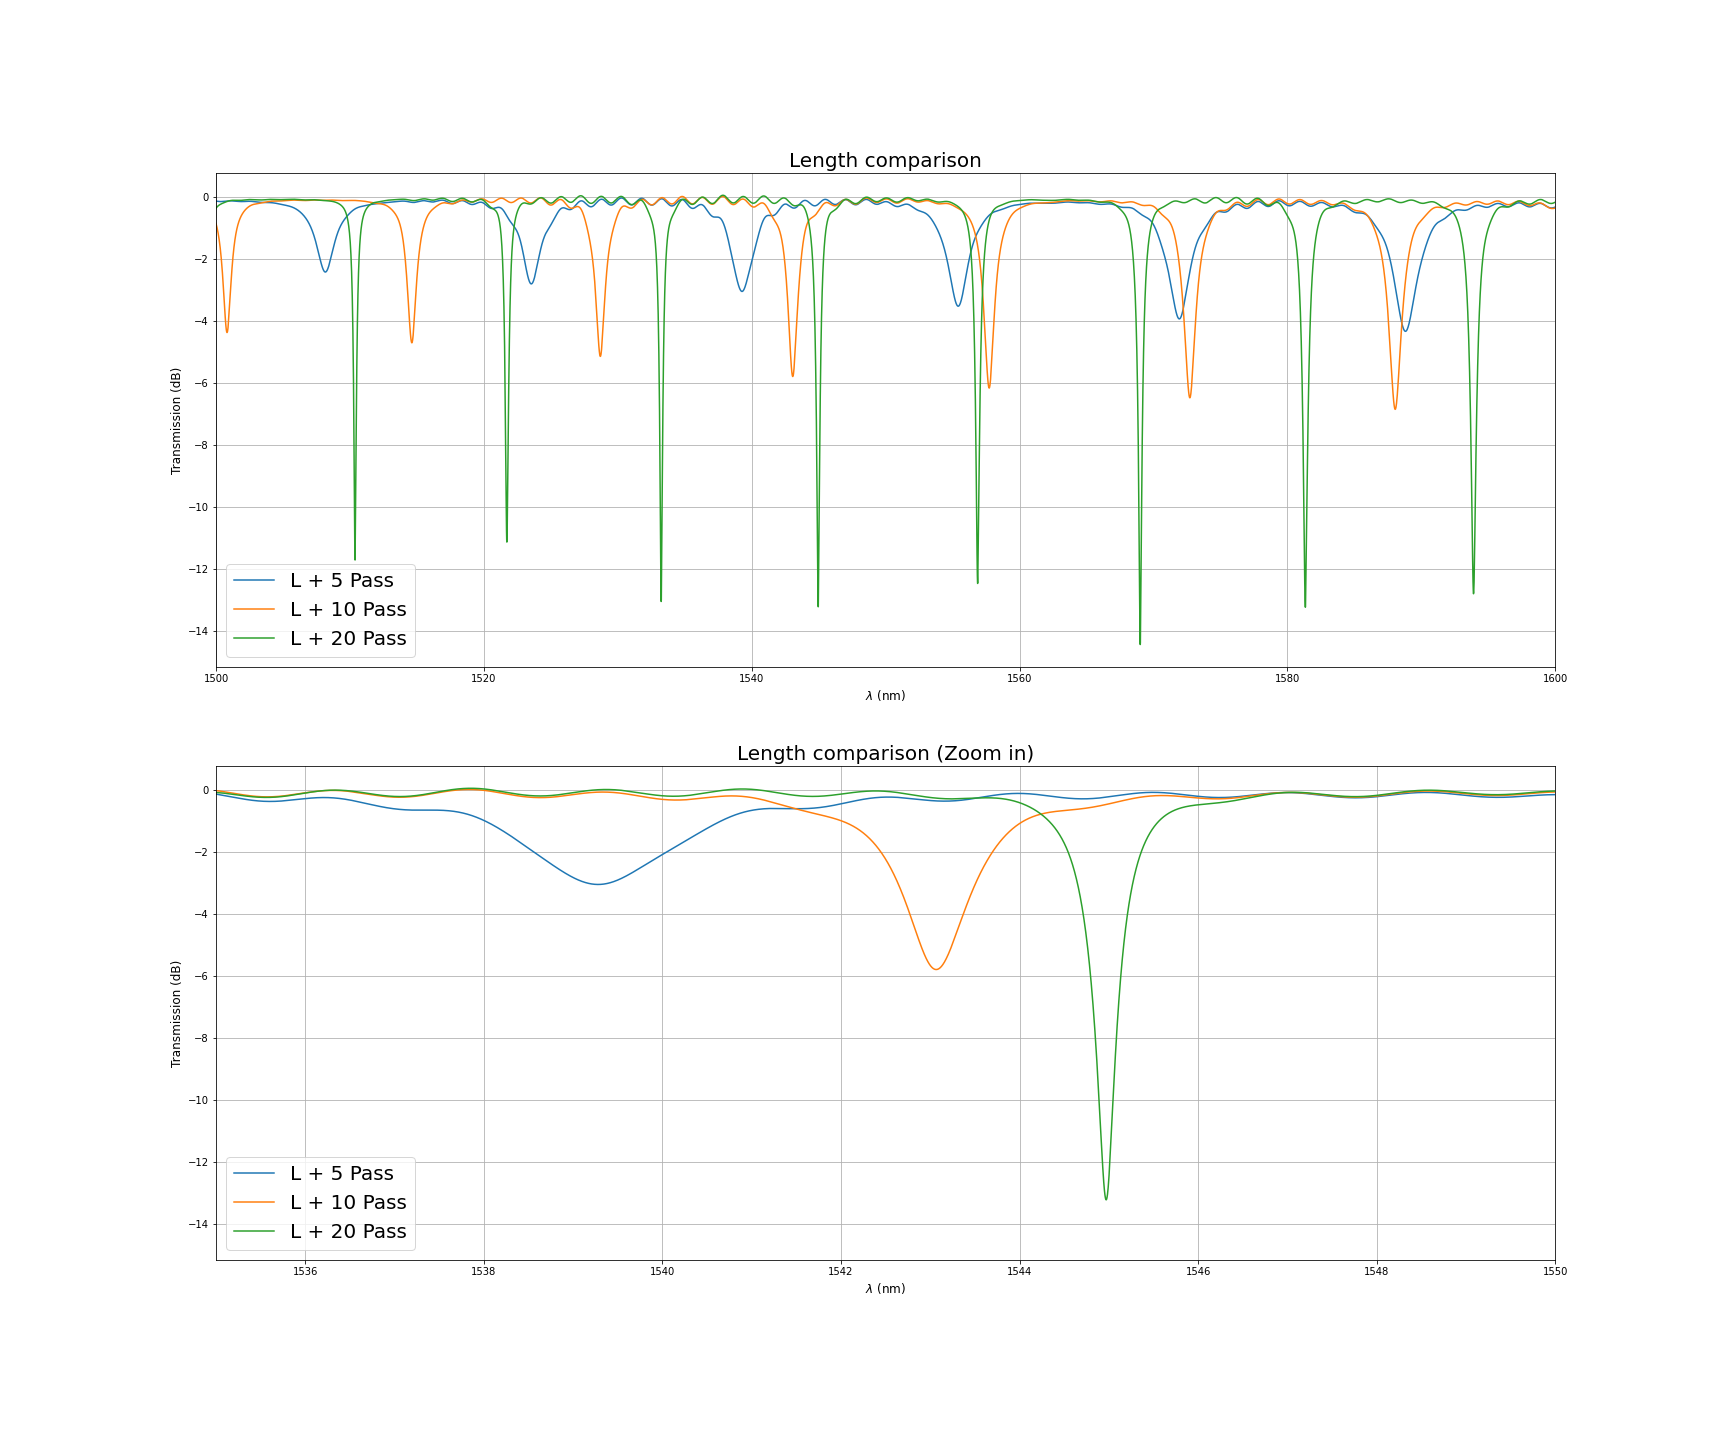 Length comparison
0
−2
−4
−6
−8
−10
−12
−14
Transmission (dB)
L + 5 Pass
L + 10 Pass
L + 20 Pass
1500 1520 1540 1560 1580 1600
λ (nm)
Length comparison (Zoom in)
0
−2
−4
−6
−8
−10
−12
−14
Transmission (dB)
L + 5 Pass
L + 10 Pass
L + 20 Pass
1536 1538 1540 1542 1544 1546 1548 1550
λ (nm)